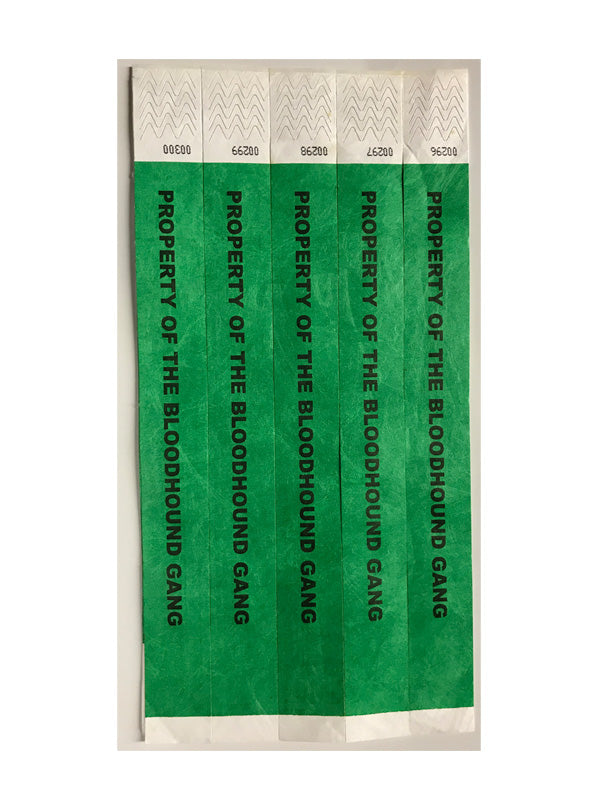 00300
00299
00298
00297
00296
PROPERTY OF THE BLOODHOUND GANG
PROPERTY OF THE BLOODHOUND GANG
PROPERTY OF THE BLOODHOUND GANG
PROPERTY OF THE BLOODHOUND GANG
PROPERTY OF THE BLOODHOUND GANG